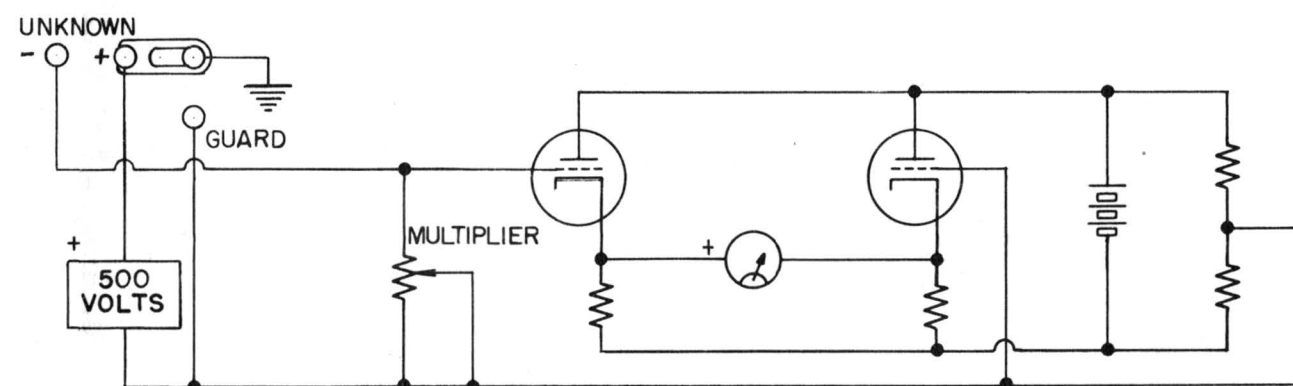 UNKNOWN
- +
GUARD
+
500
VOLTS
MULTIPLIER
+